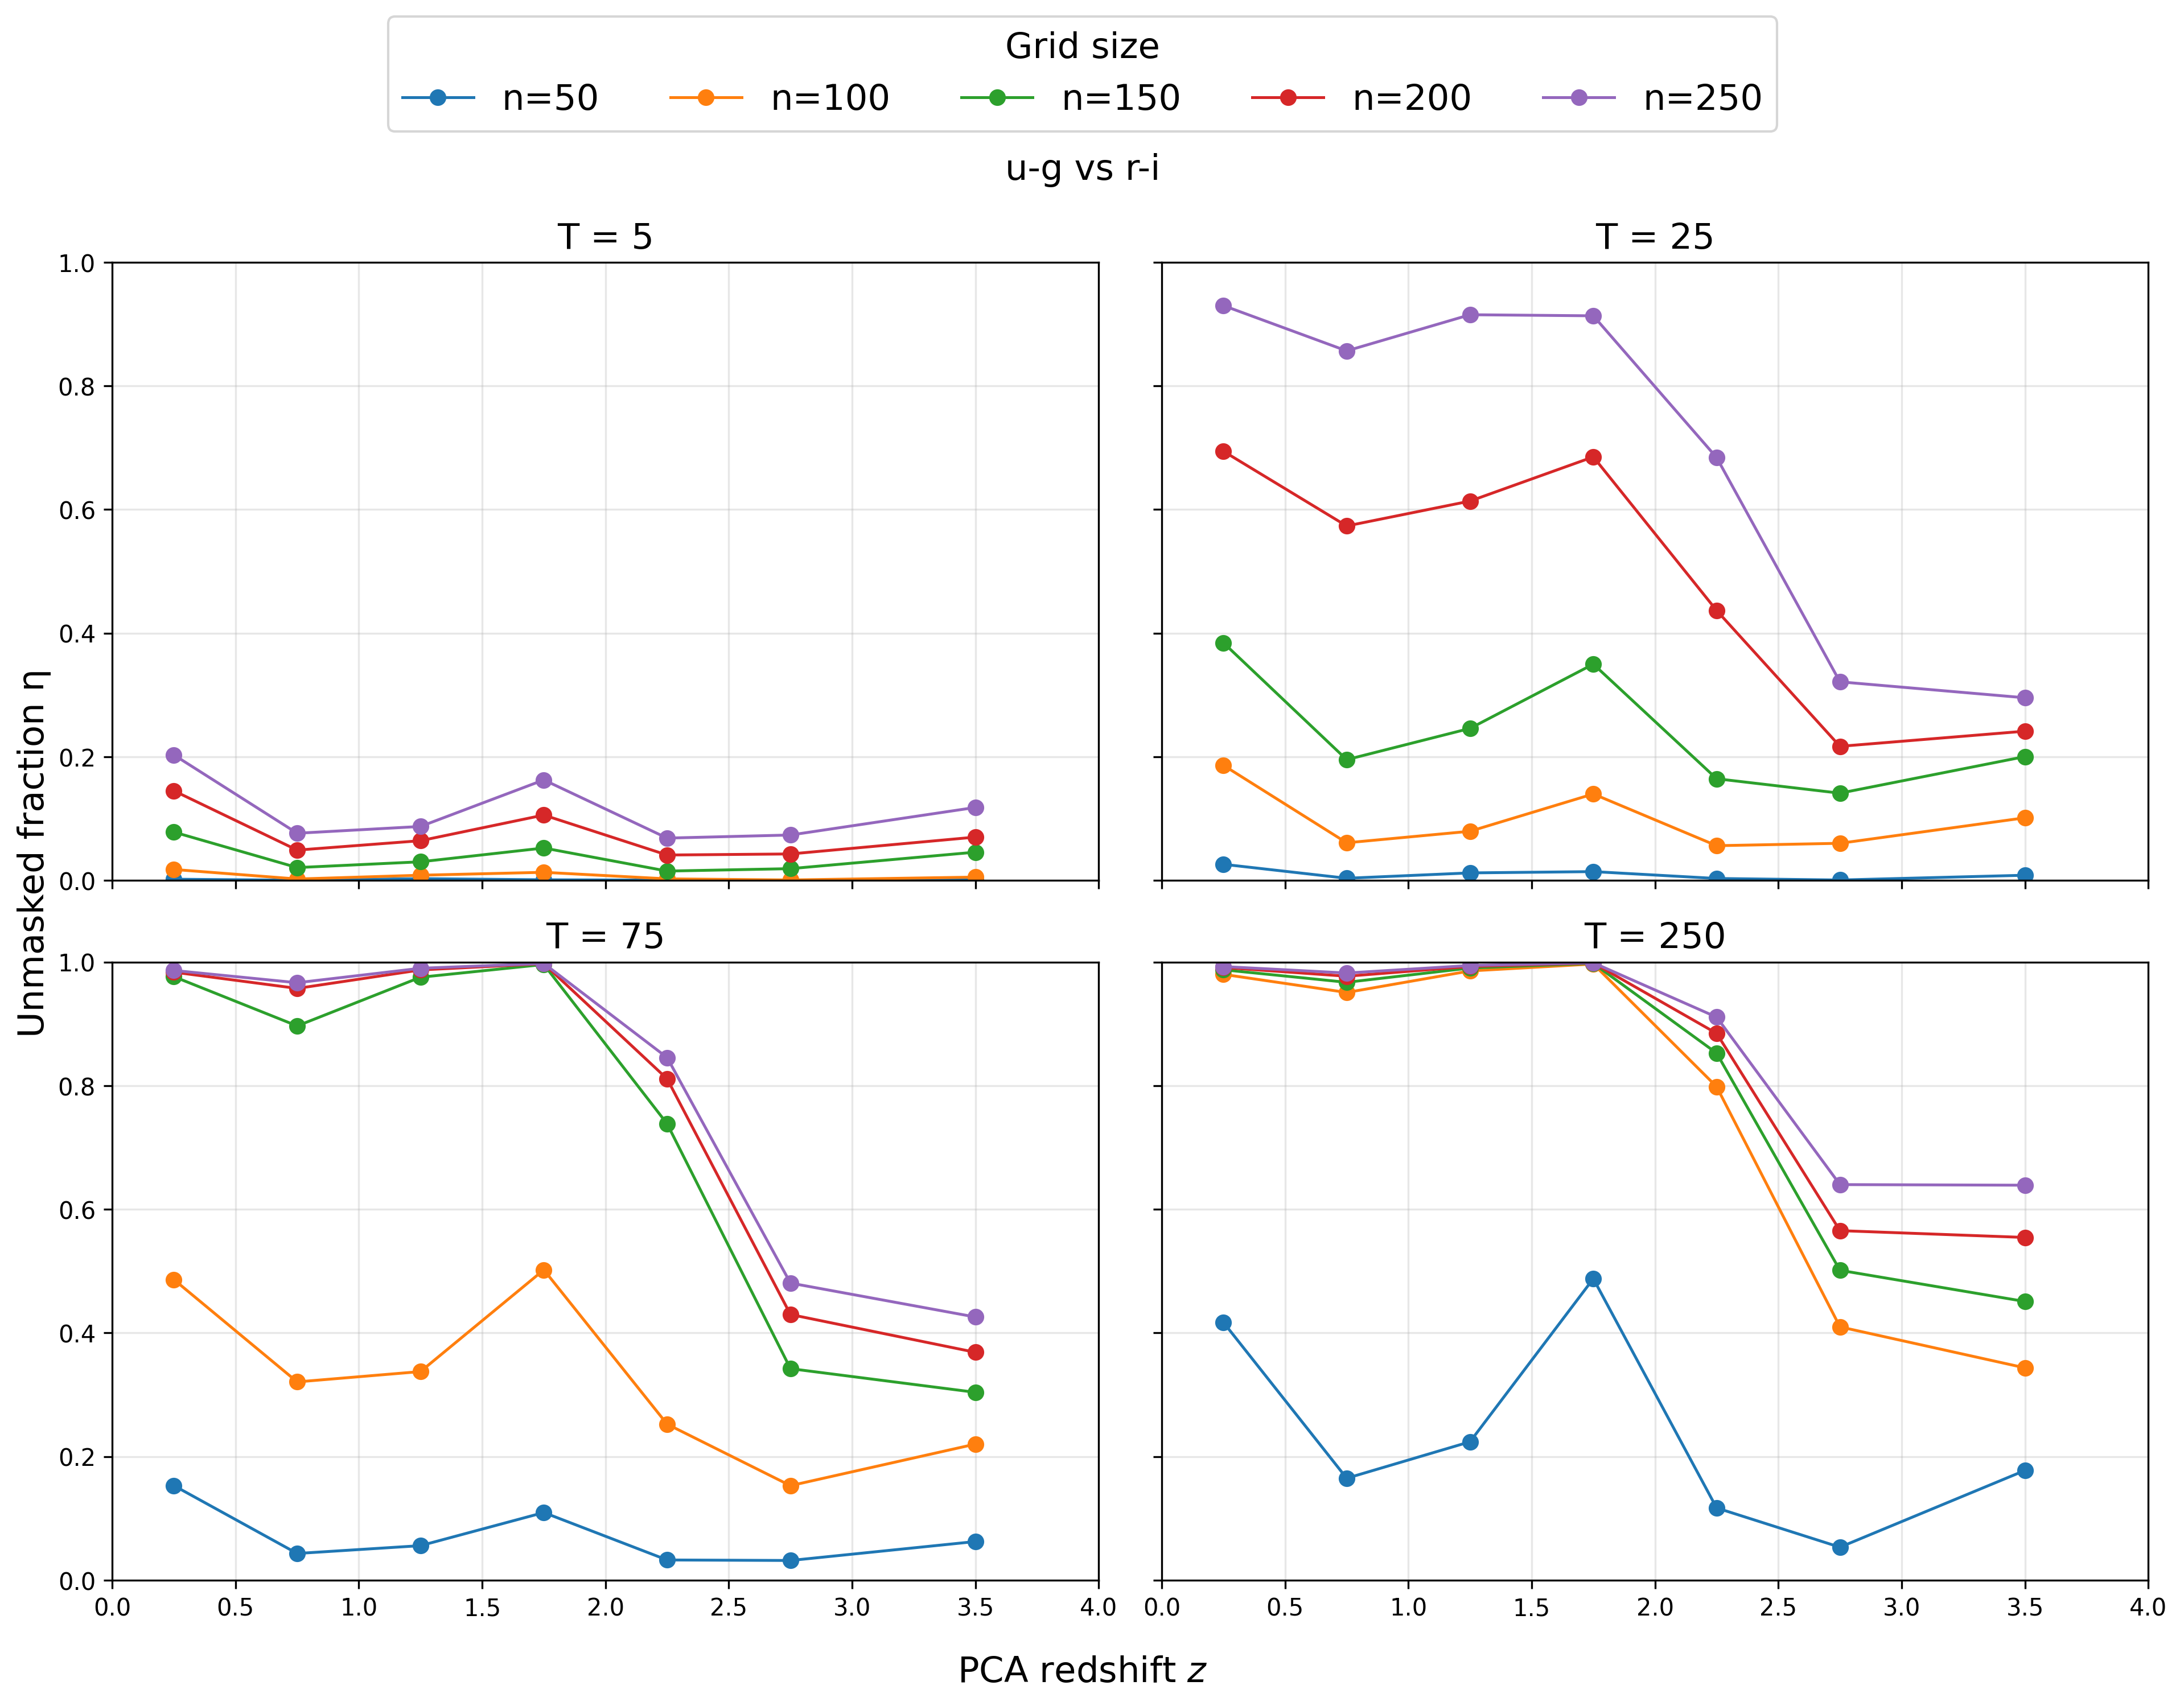 Grid size
n=50 n=100 n=150 n=200 n=250
u-g vs r-i
T = 5
T = 25
1.0
0.8
0.6
0.4
0.2
0.0
Unmasked fraction η
T = 75
T = 250
1.0
0.8
0.6
0.4
0.2
0.0
0.0 0.5 1.0 1.5 2.0 2.5 3.0 3.5 4.0
0.0 0.5 1.0 1.5 2.0 2.5 3.0 3.5 4.0
PCA redshift z